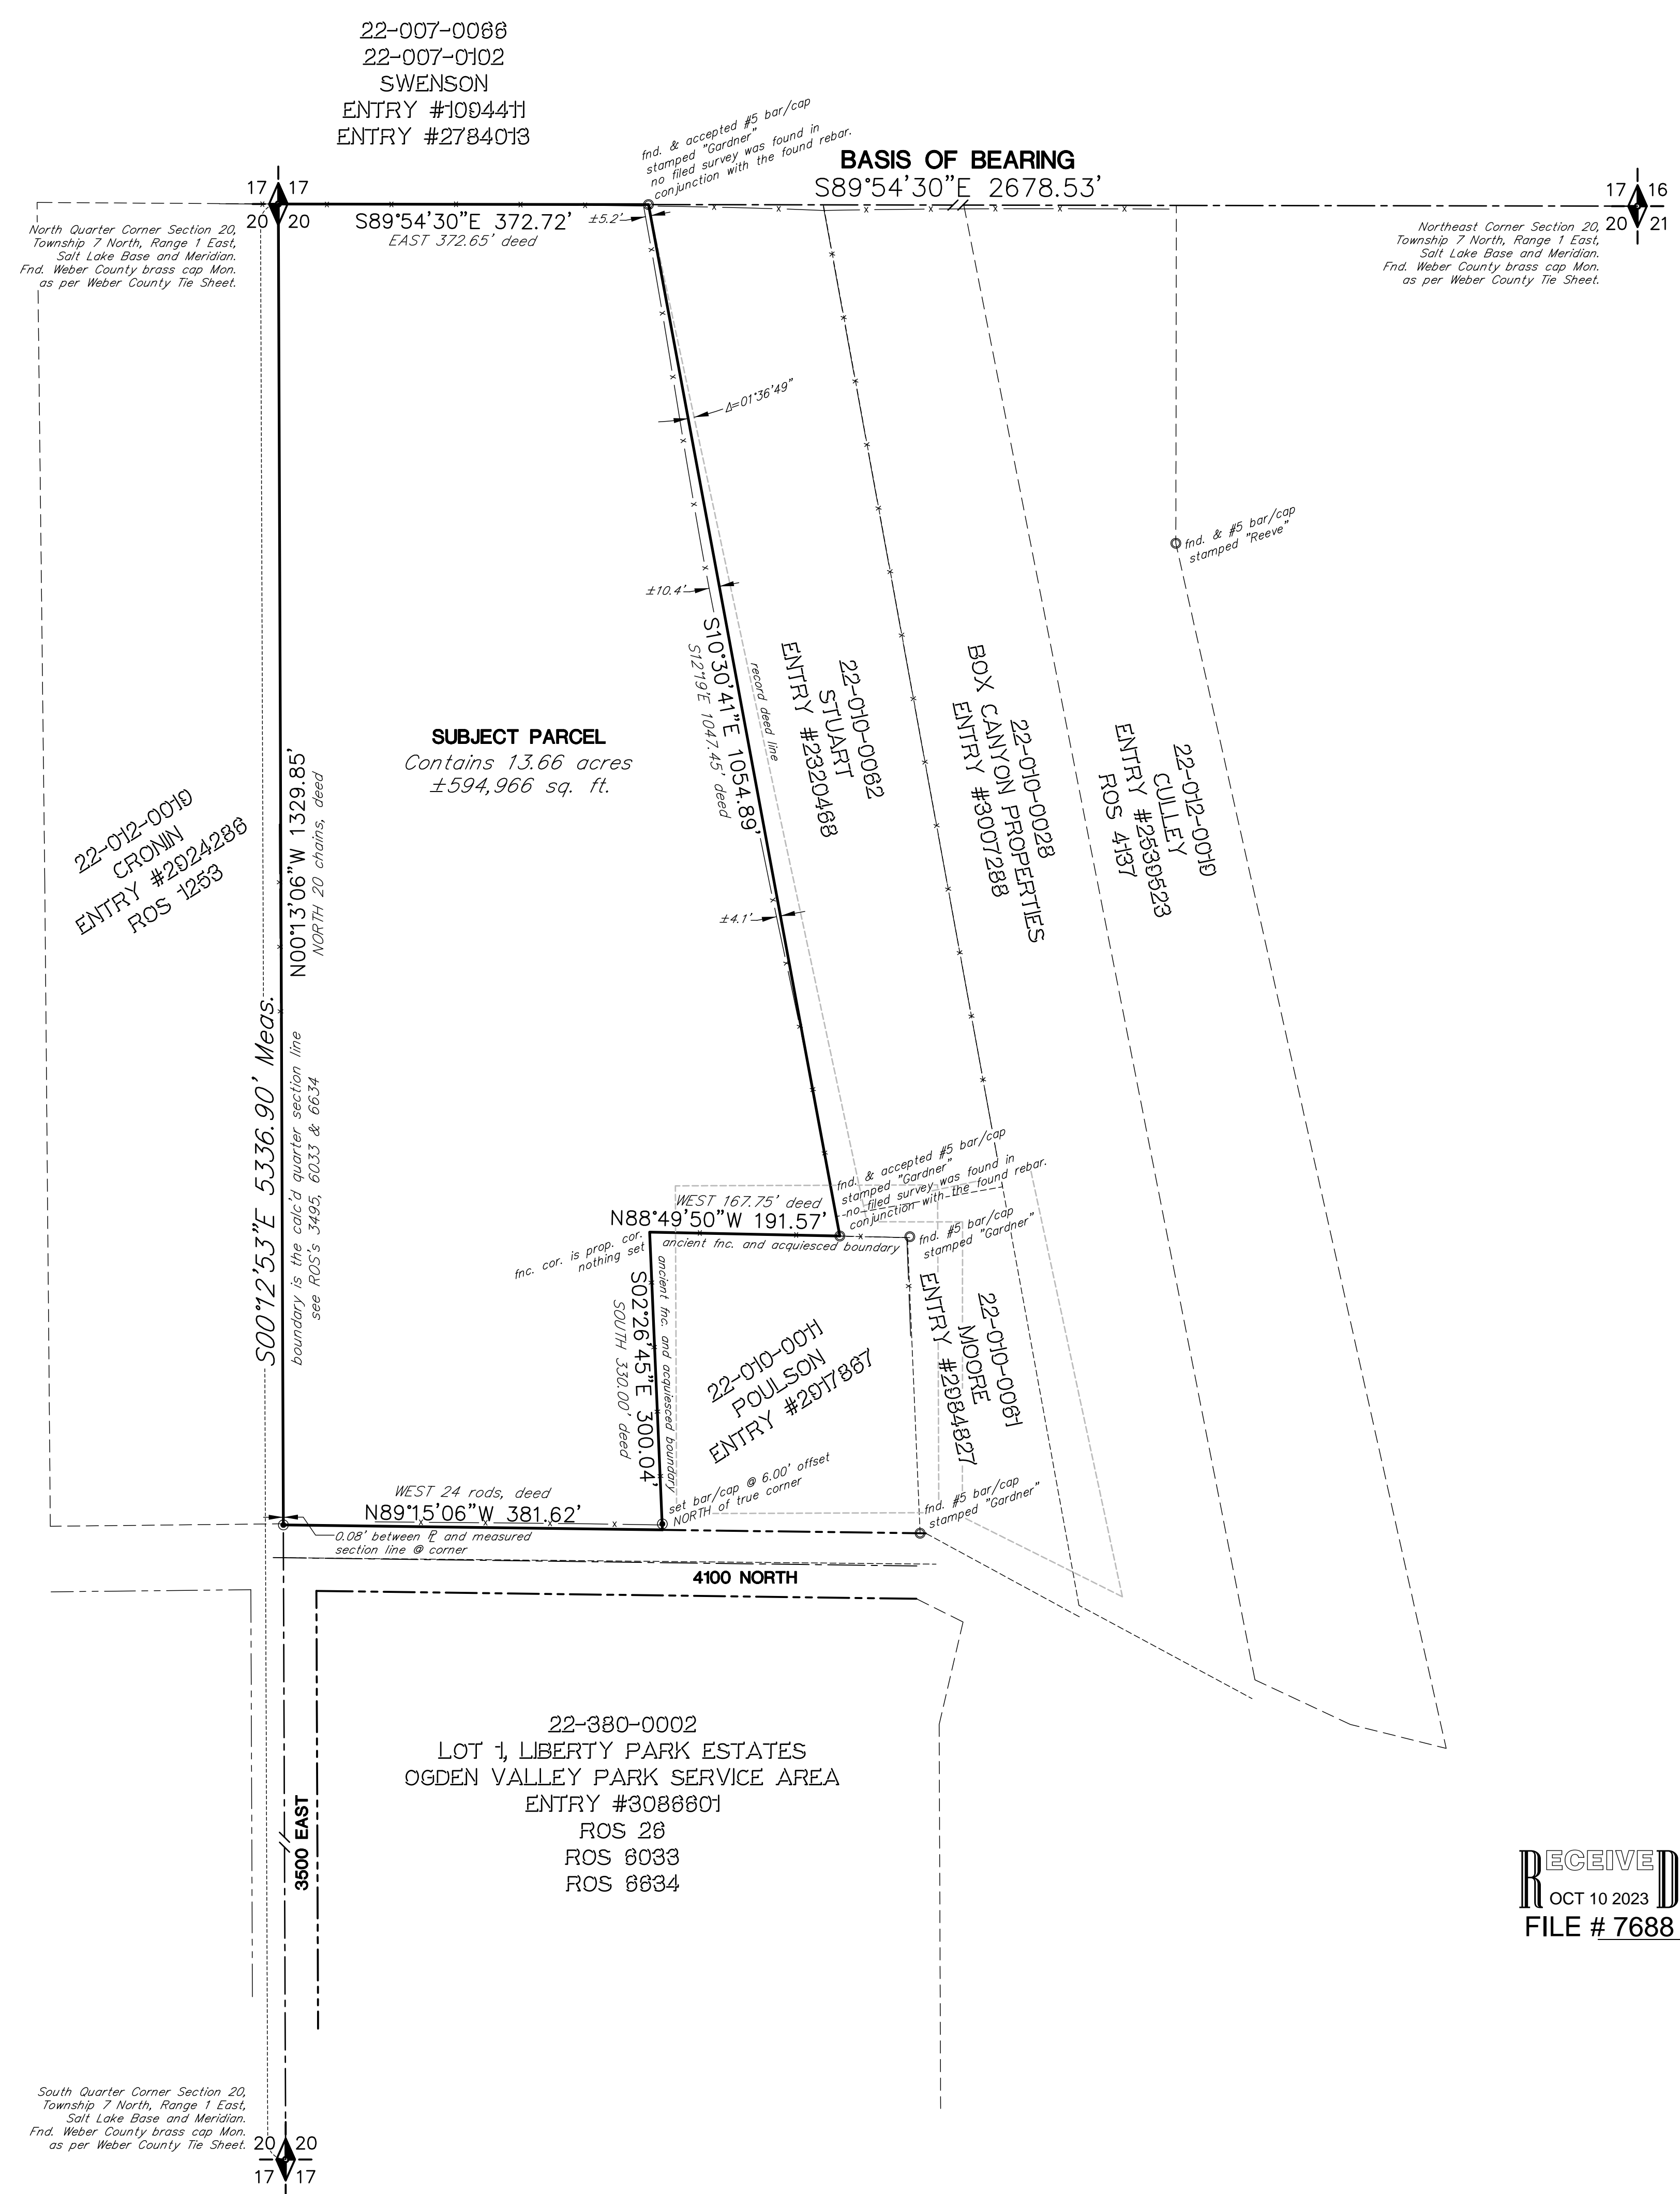 22-007-0066
22-007-0102
SWENSON
ENTRY #1094411
ENTRY #2784013
fnd. & accepted #5 bar/cap
stamped "Gardner"
no filed survey was found in
conjunction with the found rebar.
BASIS OF BEARING
S89°54'30"E 2678.53'
17 17
20 20
17 16
20 21
S89°54'30"E 372.72'
EAST 372.65' deed
±5.2'
North Quarter Corner Section 20,
Township 7 North, Range 1 East,
Salt Lake Base and Meridian.
Fnd. Weber County brass cap Mon.
as per Weber County Tie Sheet.
Northeast Corner Section 20,
Township 7 North, Range 1 East,
Salt Lake Base and Meridian.
Fnd. Weber County brass cap Mon.
as per Weber County Tie Sheet.
Δ=01°36'49"
fnd. & #5 bar/cap
stamped "Reeve"
±10.4'
S10°30'41"E 1054.89'
S12°19'E 1047.45' deed
record deed line
22-010-0062
STUART
ENTRY #2320468
22-010-0028
BOX CANYON PROPERTIES
ENTRY #3007288
22-012-0010
CULLEY
ENTRY #2530523
ROS 4137
SUBJECT PARCEL
Contains 13.66 acres
±594,966 sq. ft.
22-012-0019
CRONIN
ENTRY #2924286
ROS 1253
N00°13'06"W 1329.85'
NORTH 20 chains, deed
±4.1'
S00°12'53"E 5336.90' Meas.
boundary is the calc'd quarter section line
see ROS's 3495, 6033 & 6634
fnd. & accepted #5 bar/cap
stamped "Gardner"
no filed survey was found in
conjunction with the found rebar.
WEST 167.75' deed
N88°49'50"W 191.57'
ancient fnc. and acquiesced boundary
fnc. cor. is prop. cor.
nothing set
fnd. #5 bar/cap
stamped "Gardner"
S02°26'45"E 300.04'
SOUTH 330.00' deed
ancient fnc. and acquiesced boundary
22-010-0011
POULSON
ENTRY #2917867
22-010-0061
MOORE
ENTRY #2984827
set bar/cap @ 6.00' offset
NORTH of true corner
fnd. #5 bar/cap
stamped "Gardner"
WEST 24 rods, deed
N89°15'06"W 381.62'
0.08' between ℄ and measured
section line @ corner
4100 NORTH
22-380-0002
LOT 1, LIBERTY PARK ESTATES
OGDEN VALLEY PARK SERVICE AREA
ENTRY #3086601
ROS 26
ROS 6033
ROS 6634
3500 EAST
RECEIVED
OCT 10 2023
FILE # 7688
South Quarter Corner Section 20,
Township 7 North, Range 1 East,
Salt Lake Base and Meridian.
Fnd. Weber County brass cap Mon.
as per Weber County Tie Sheet.
20 20
17 17